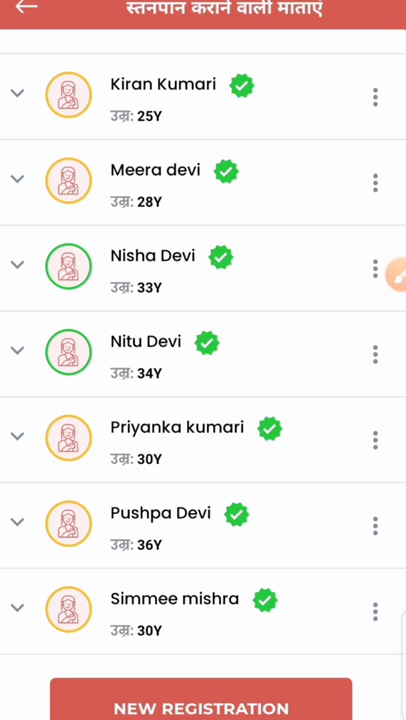 स्तनपान कराने वाली माताएं
Kiran Kumari
उम्र: 25Y
Meera devi
उम्र: 28Y
Nisha Devi
उम्र: 33Y
Nitu Devi
उम्र: 34Y
Priyanka kumari
उम्र: 30Y
Pushpa Devi
उम्र: 36Y
Simmee mishra
उम्र: 30Y
NEW REGISTRATION